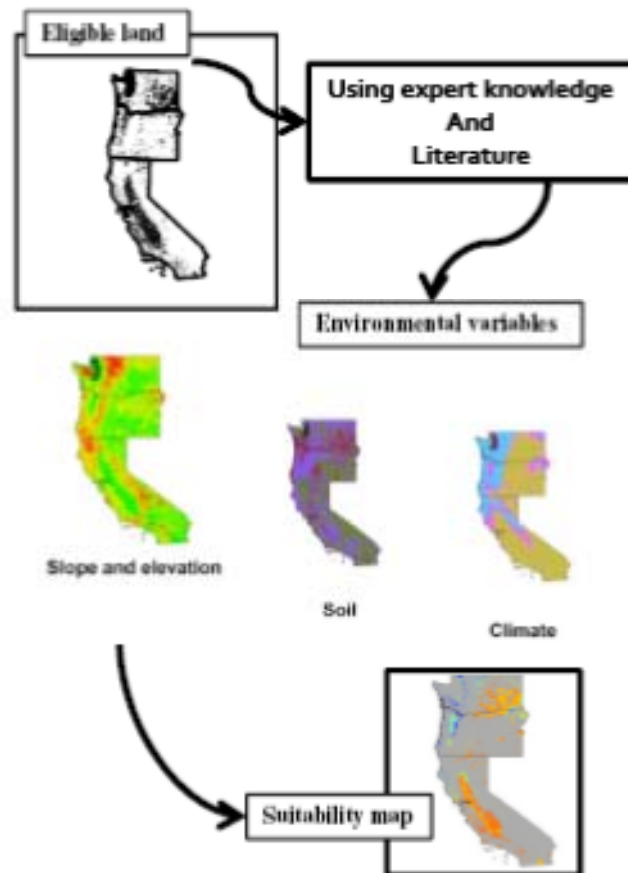 Eligible land
Using expert knowledge
And
Literature
Environmental variables
Slope and elevation
Soil
Climate
Suitability map